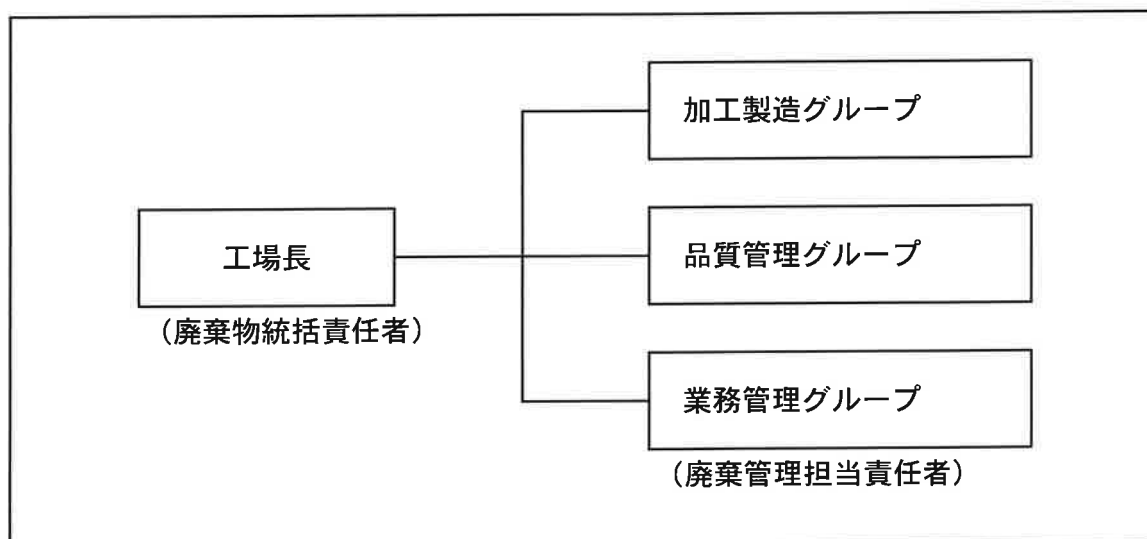 加工製造グループ
工場長
(廃棄物統括責任者)
品質管理グループ
業務管理グループ
(廃棄管理担当責任者)